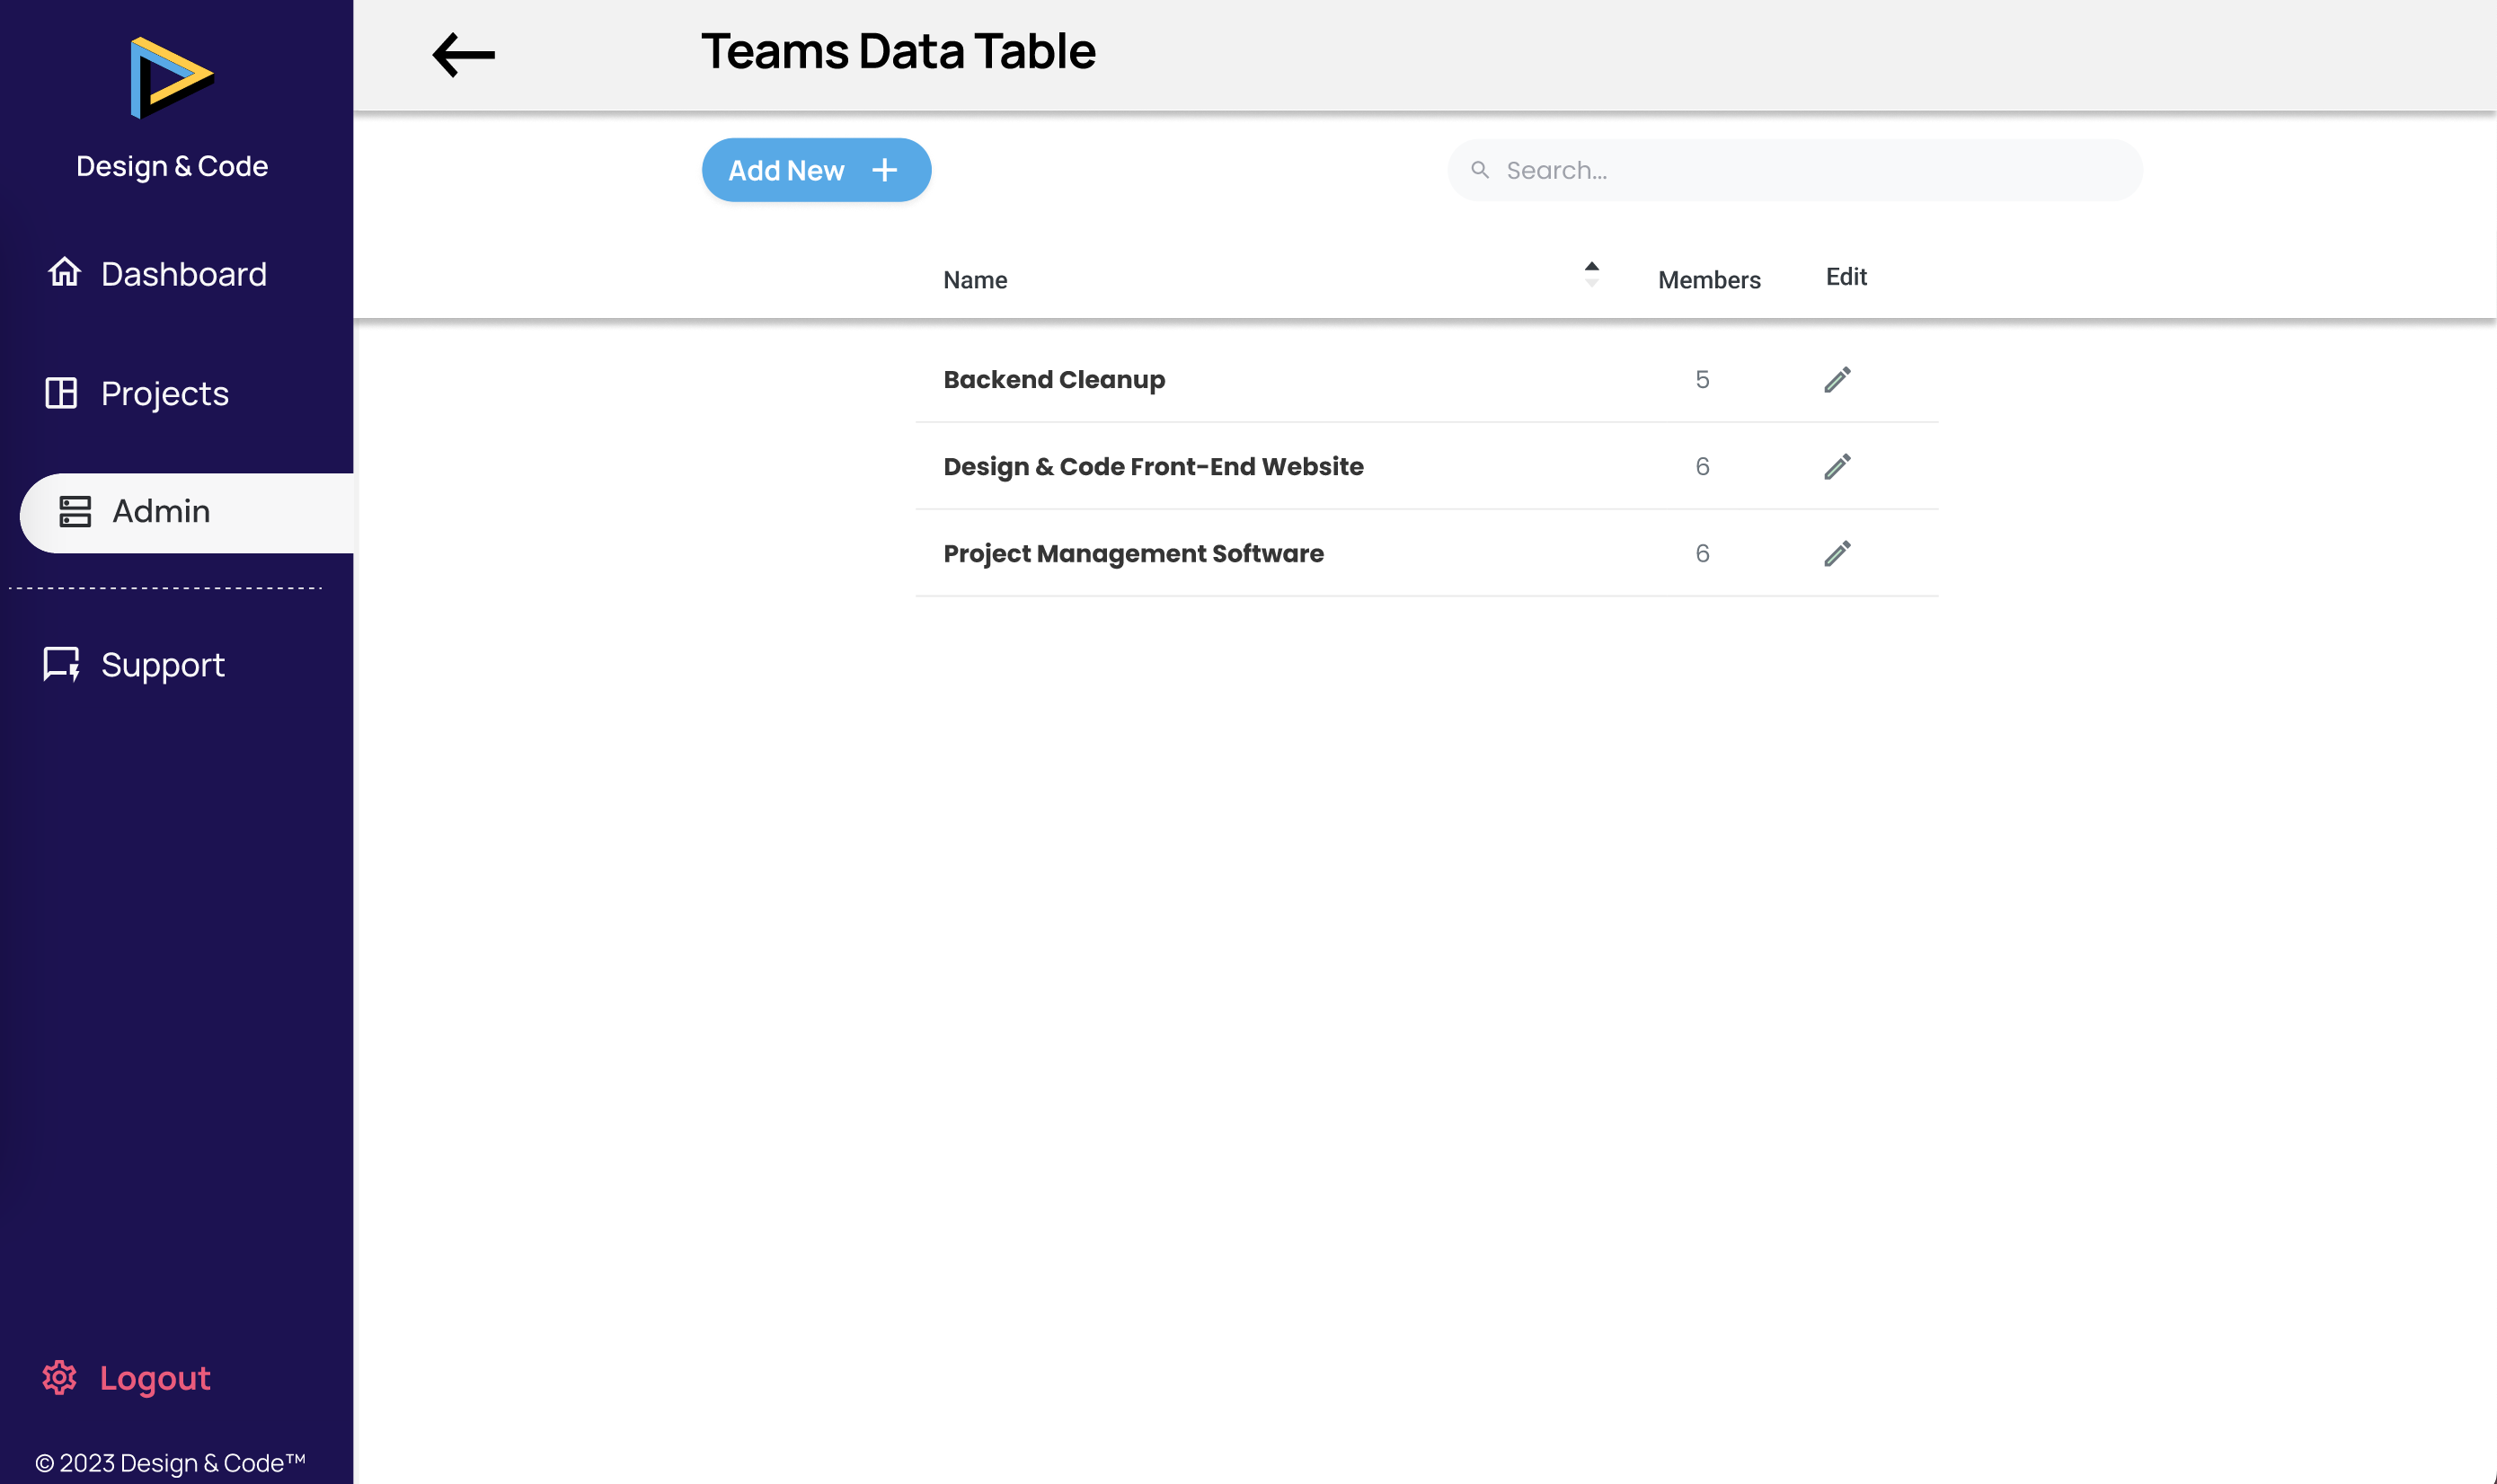 Design & Code
Dashboard
Projects
Admin
Support
Logout
© 2023 Design & Code™
Teams Data Table
Add New
Search...
Name Members Edit
Backend Cleanup 5
Design & Code Front-End Website 6
Project Management Software 6